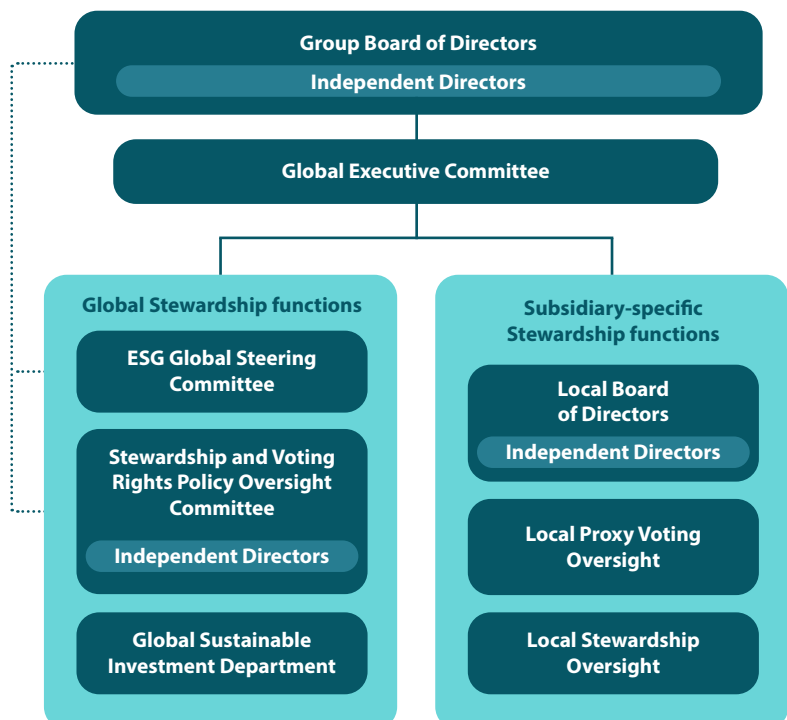 Group Board of Directors
Independent Directors
Global Executive Committee
Global Stewardship functions
ESG Global Steering
Committee
Stewardship and Voting
Rights Policy Oversight
Committee
Independent Directors
Global Sustainable
Investment Department
Subsidiary-specific
Stewardship functions
Local Board
of Directors
Independent Directors
Local Proxy Voting
Oversight
Local Stewardship
Oversight